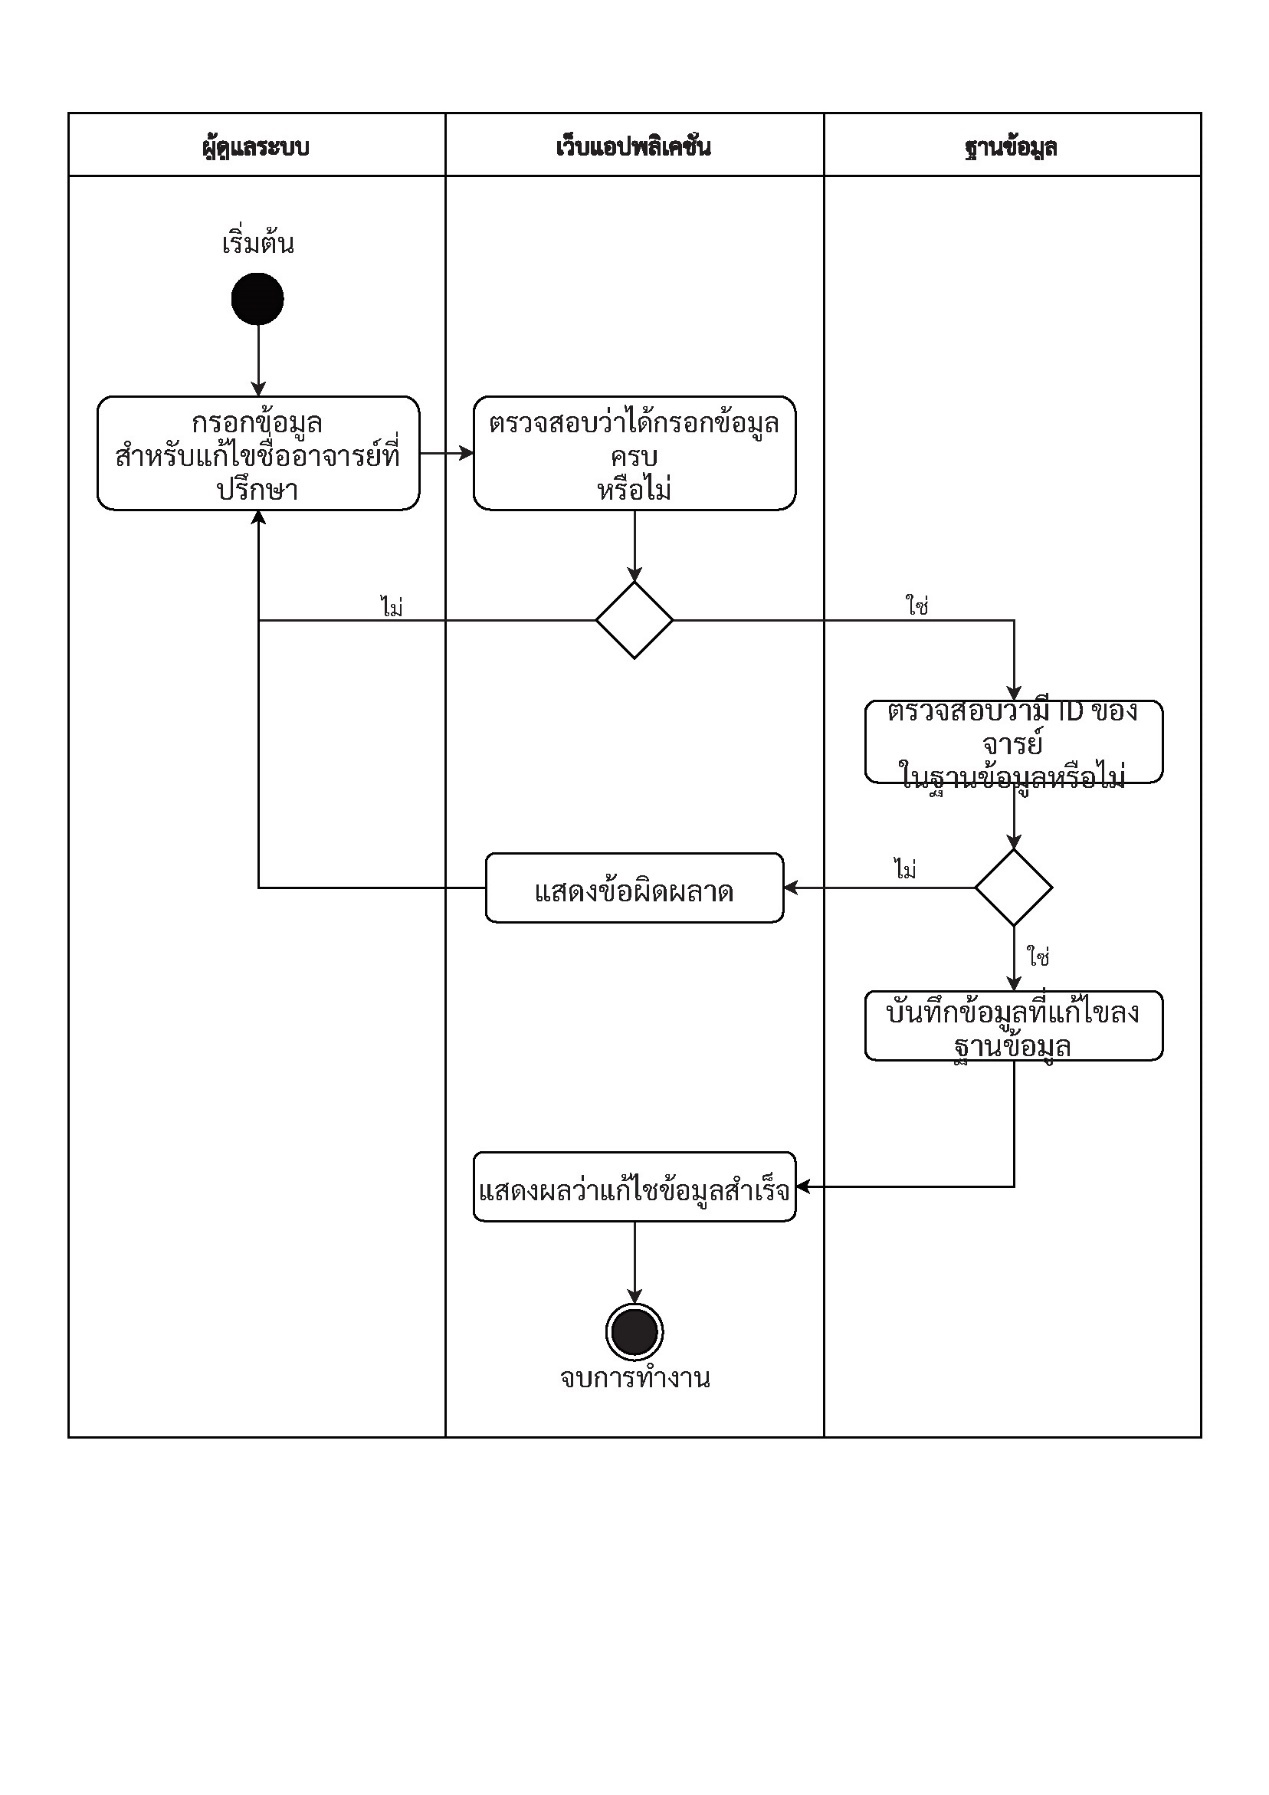 ผู้ดูแลระบบ
เว็บแอปพลิเคชัน
ฐานข้อมูล
เริ่มต้น
กรอกข้อมูล
สำหรับแก้ไขชื่ออาจารย์ที่
ปรึกษา
ตรวจสอบว่าได้กรอกข้อมูล
ครบ
หรือไม่
ไม่
ใช่
ตรวจสอบว่ามี ID ของ
จารย์
ในฐานข้อมูลหรือไม่
แสดงข้อผิดผลาด
ไม่
ใช่
บันทึกข้อมูลที่แก้ไขลง
ฐานข้อมูล
แสดงผลว่าแก้ไชข้อมูลสำเร็จ
จบการทำงาน